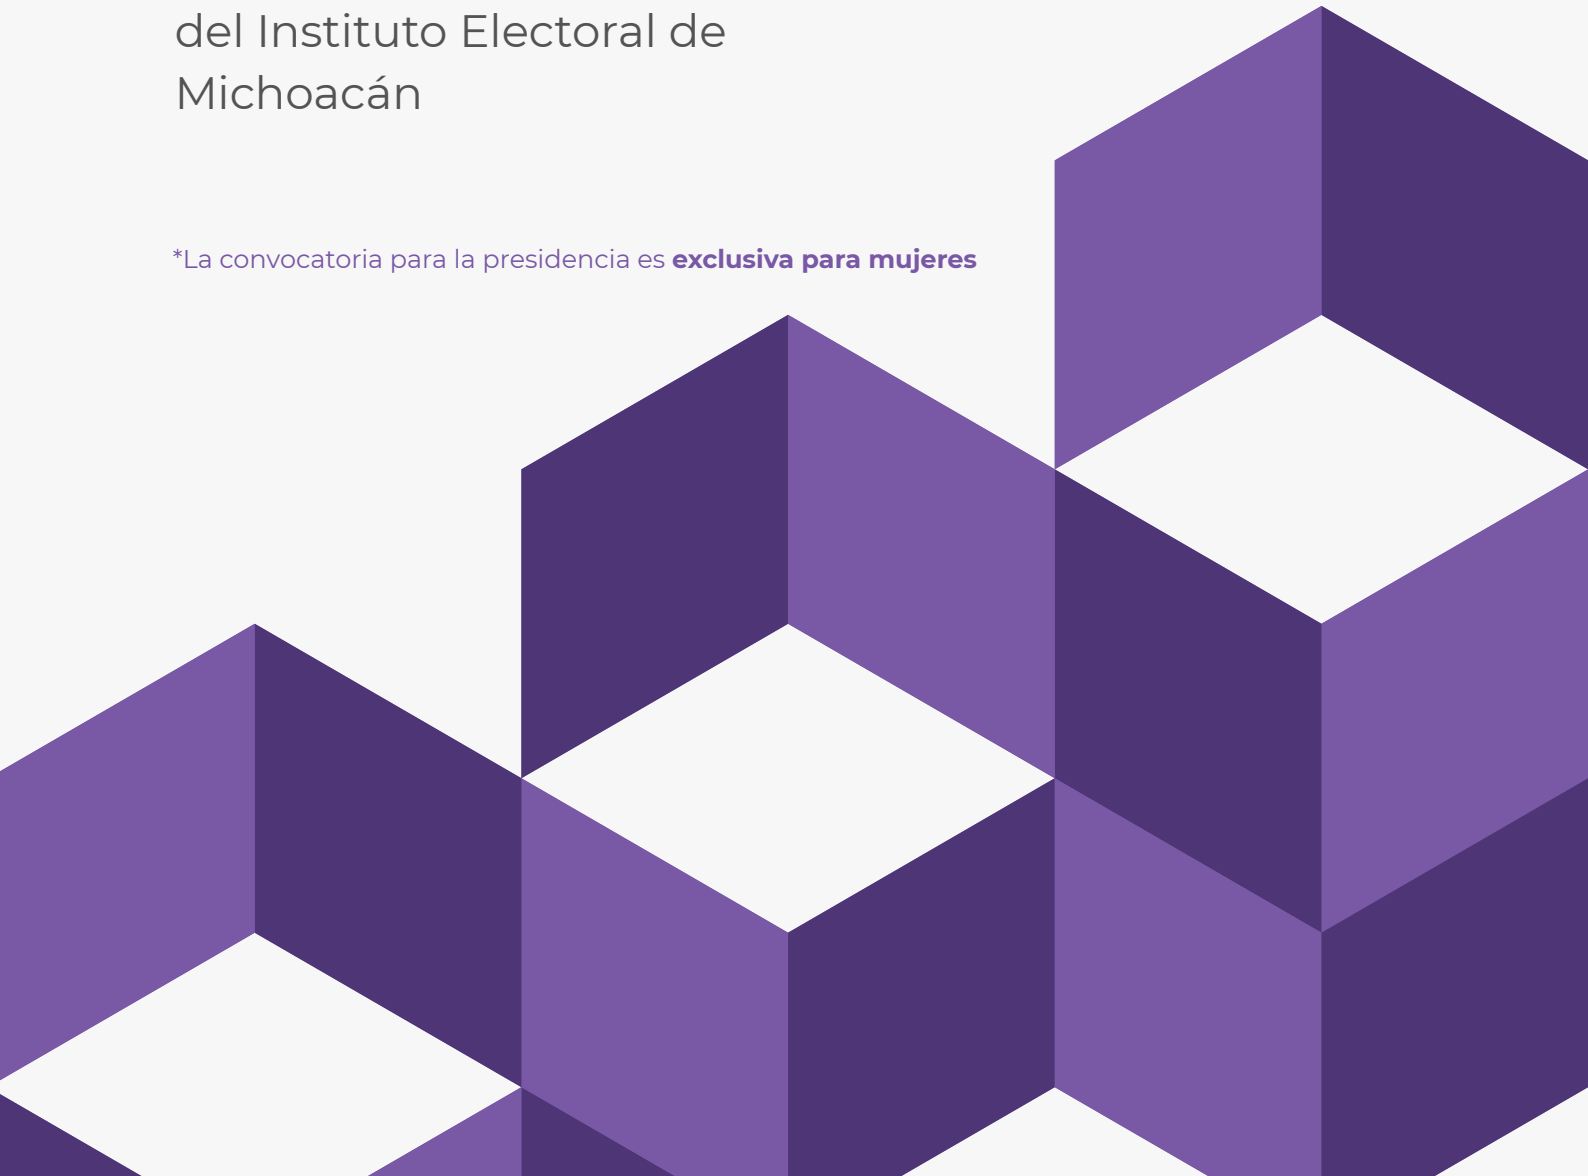 del Instituto Electoral de
Michoacán
*La convocatoria para la presidencia es exclusiva para mujeres